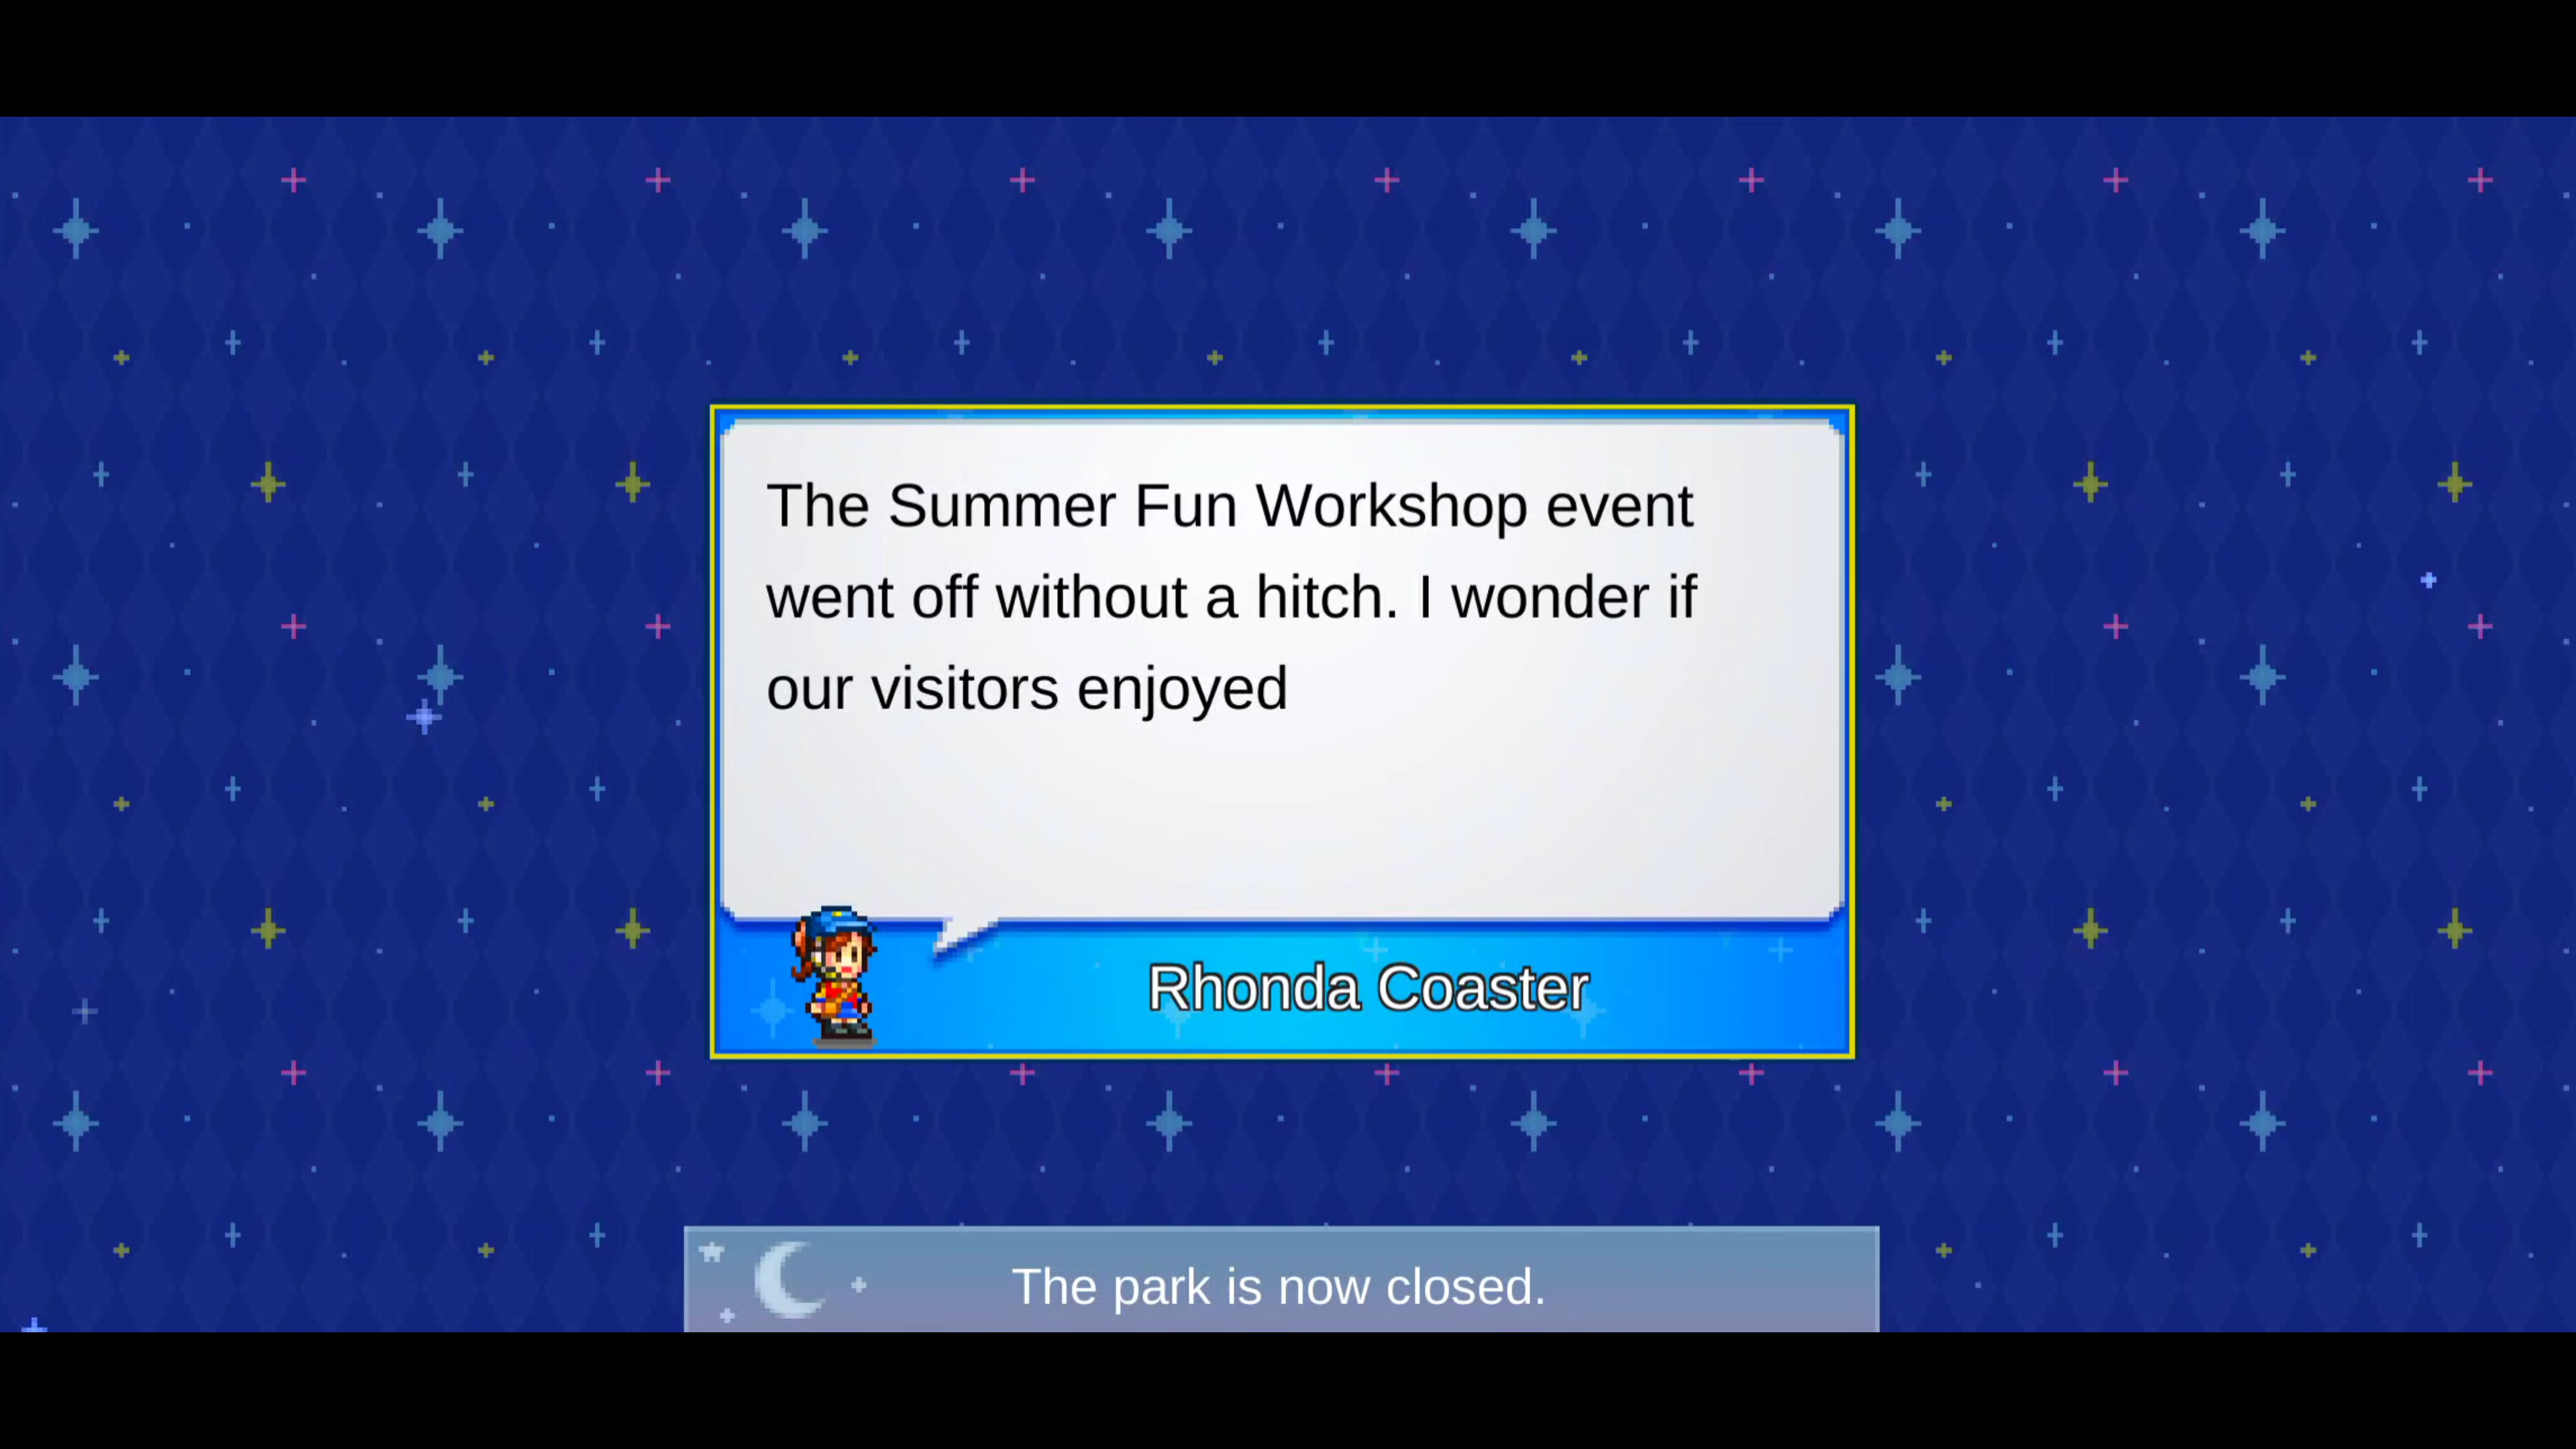 The Summer Fun Workshop event
went off without a hitch. I wonder if
our visitors enjoyed
Rhonda Coaster
The park is now closed.